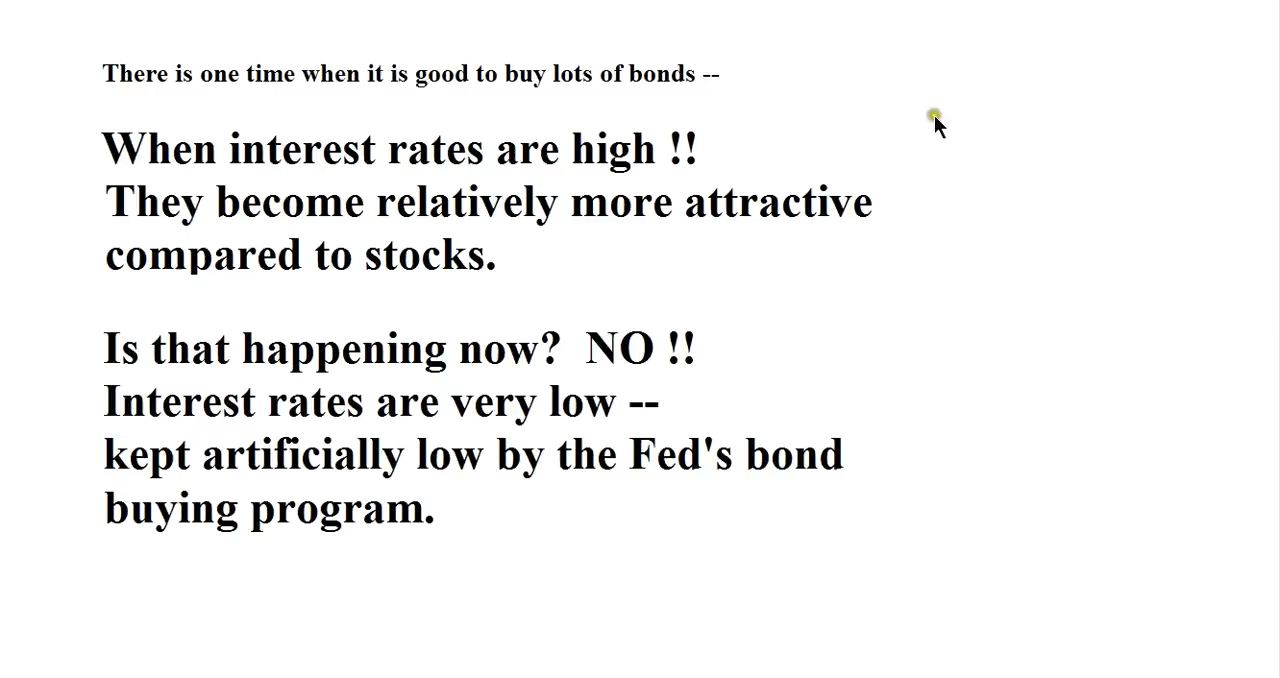 There is one time when it is good to buy lots of bonds --
When interest rates are high !!
They become relatively more attractive
compared to stocks.
Is that happening now?  NO !!
Interest rates are very low --
kept artificially low by the Fed's bond
buying program.